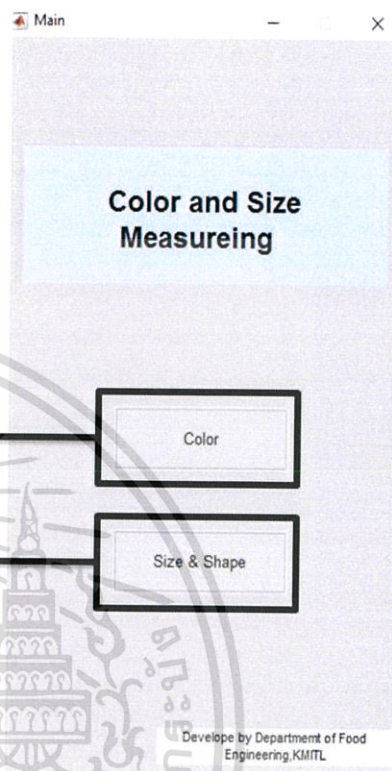 Main
Color and Size
Measureing
Color
Size & Shape
Develope by Departmemt of Food
Engineering,KMITL